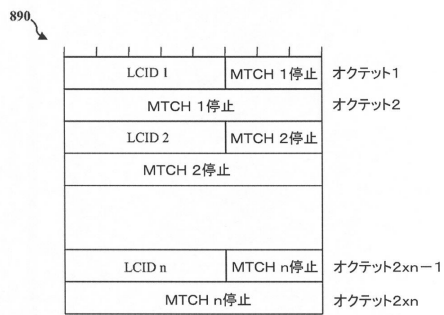 890
LCID 1 MTCH 1停止 オクテット1
MTCH 1停止 オクテット2
LCID 2 MTCH 2停止
MTCH 2停止
LCID n MTCH n停止 オクテット2xn−1
MTCH n停止 オクテット2xn